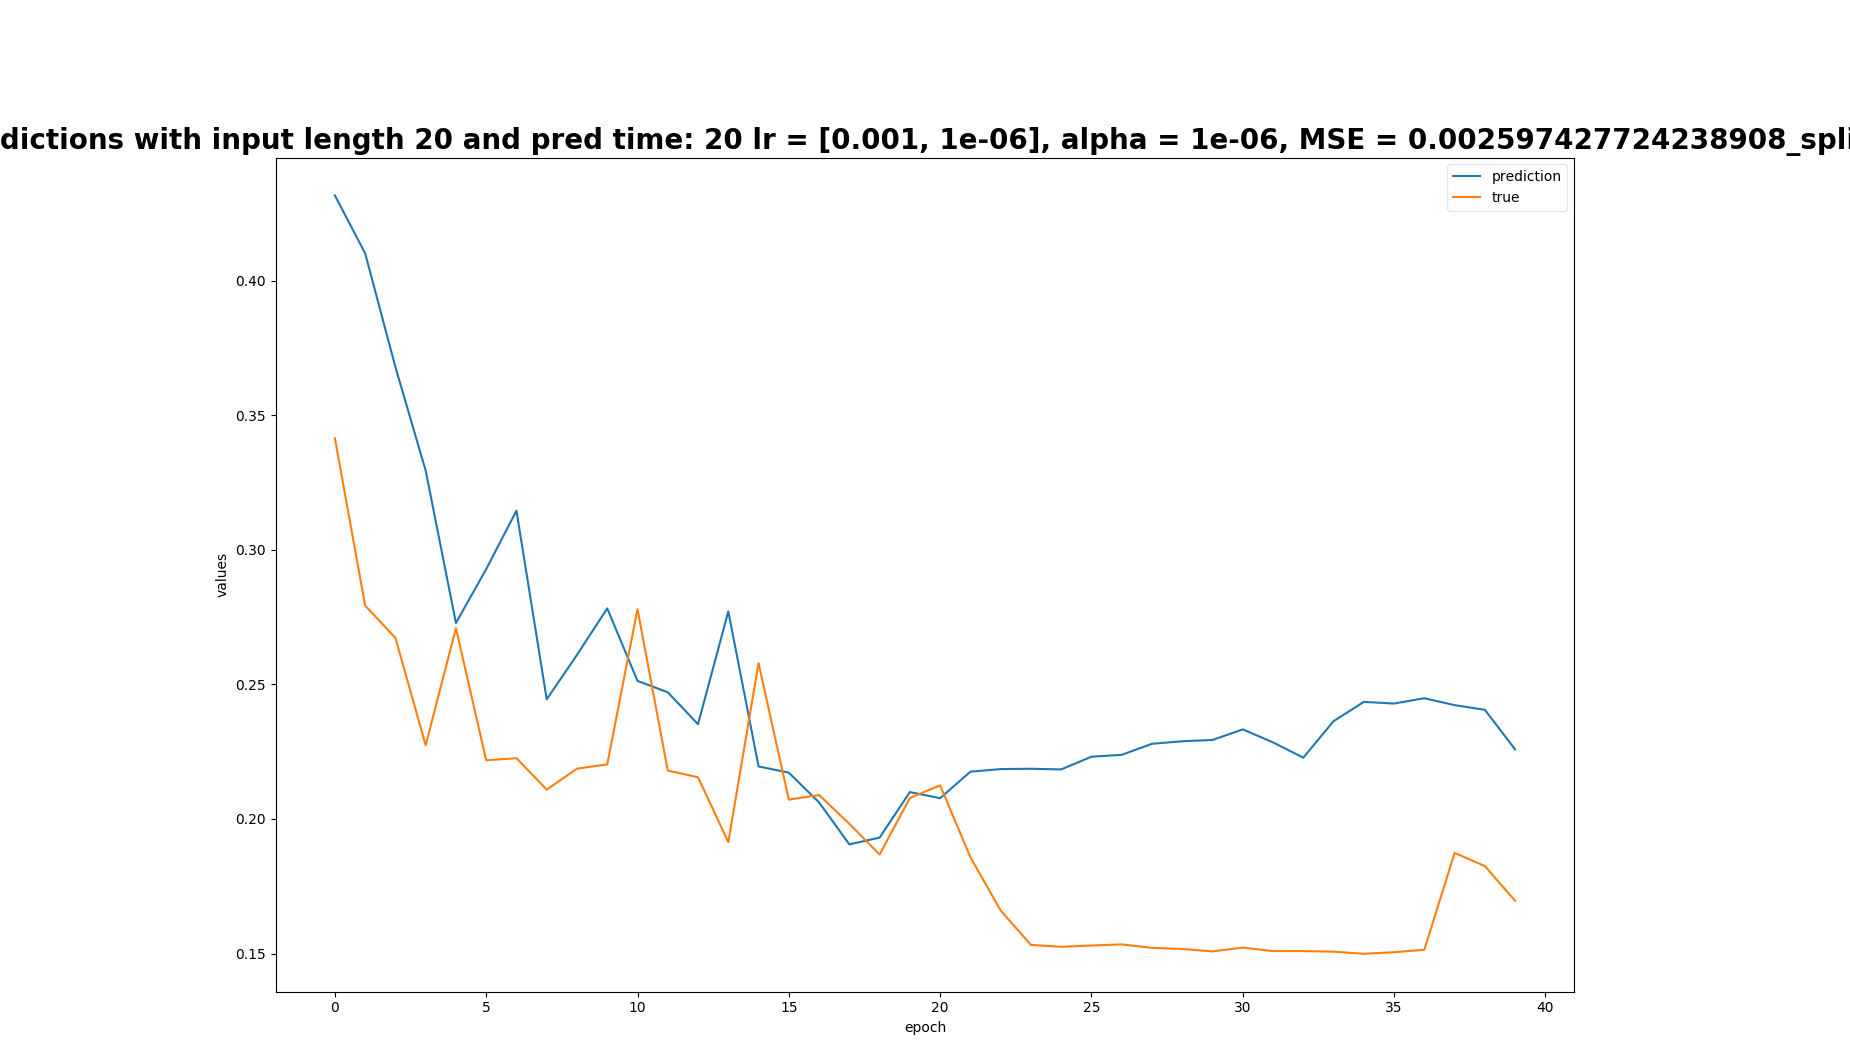 dictions with input length 20 and pred time: 20 lr = [0.001, 1e-06], alpha = 1e-06, MSE = 0.002597427724238908_spli
prediction
true
0.40
0.35
0.30
0.25
0.20
0.15
values
0 5 10 15 20 25 30 35 40
epoch